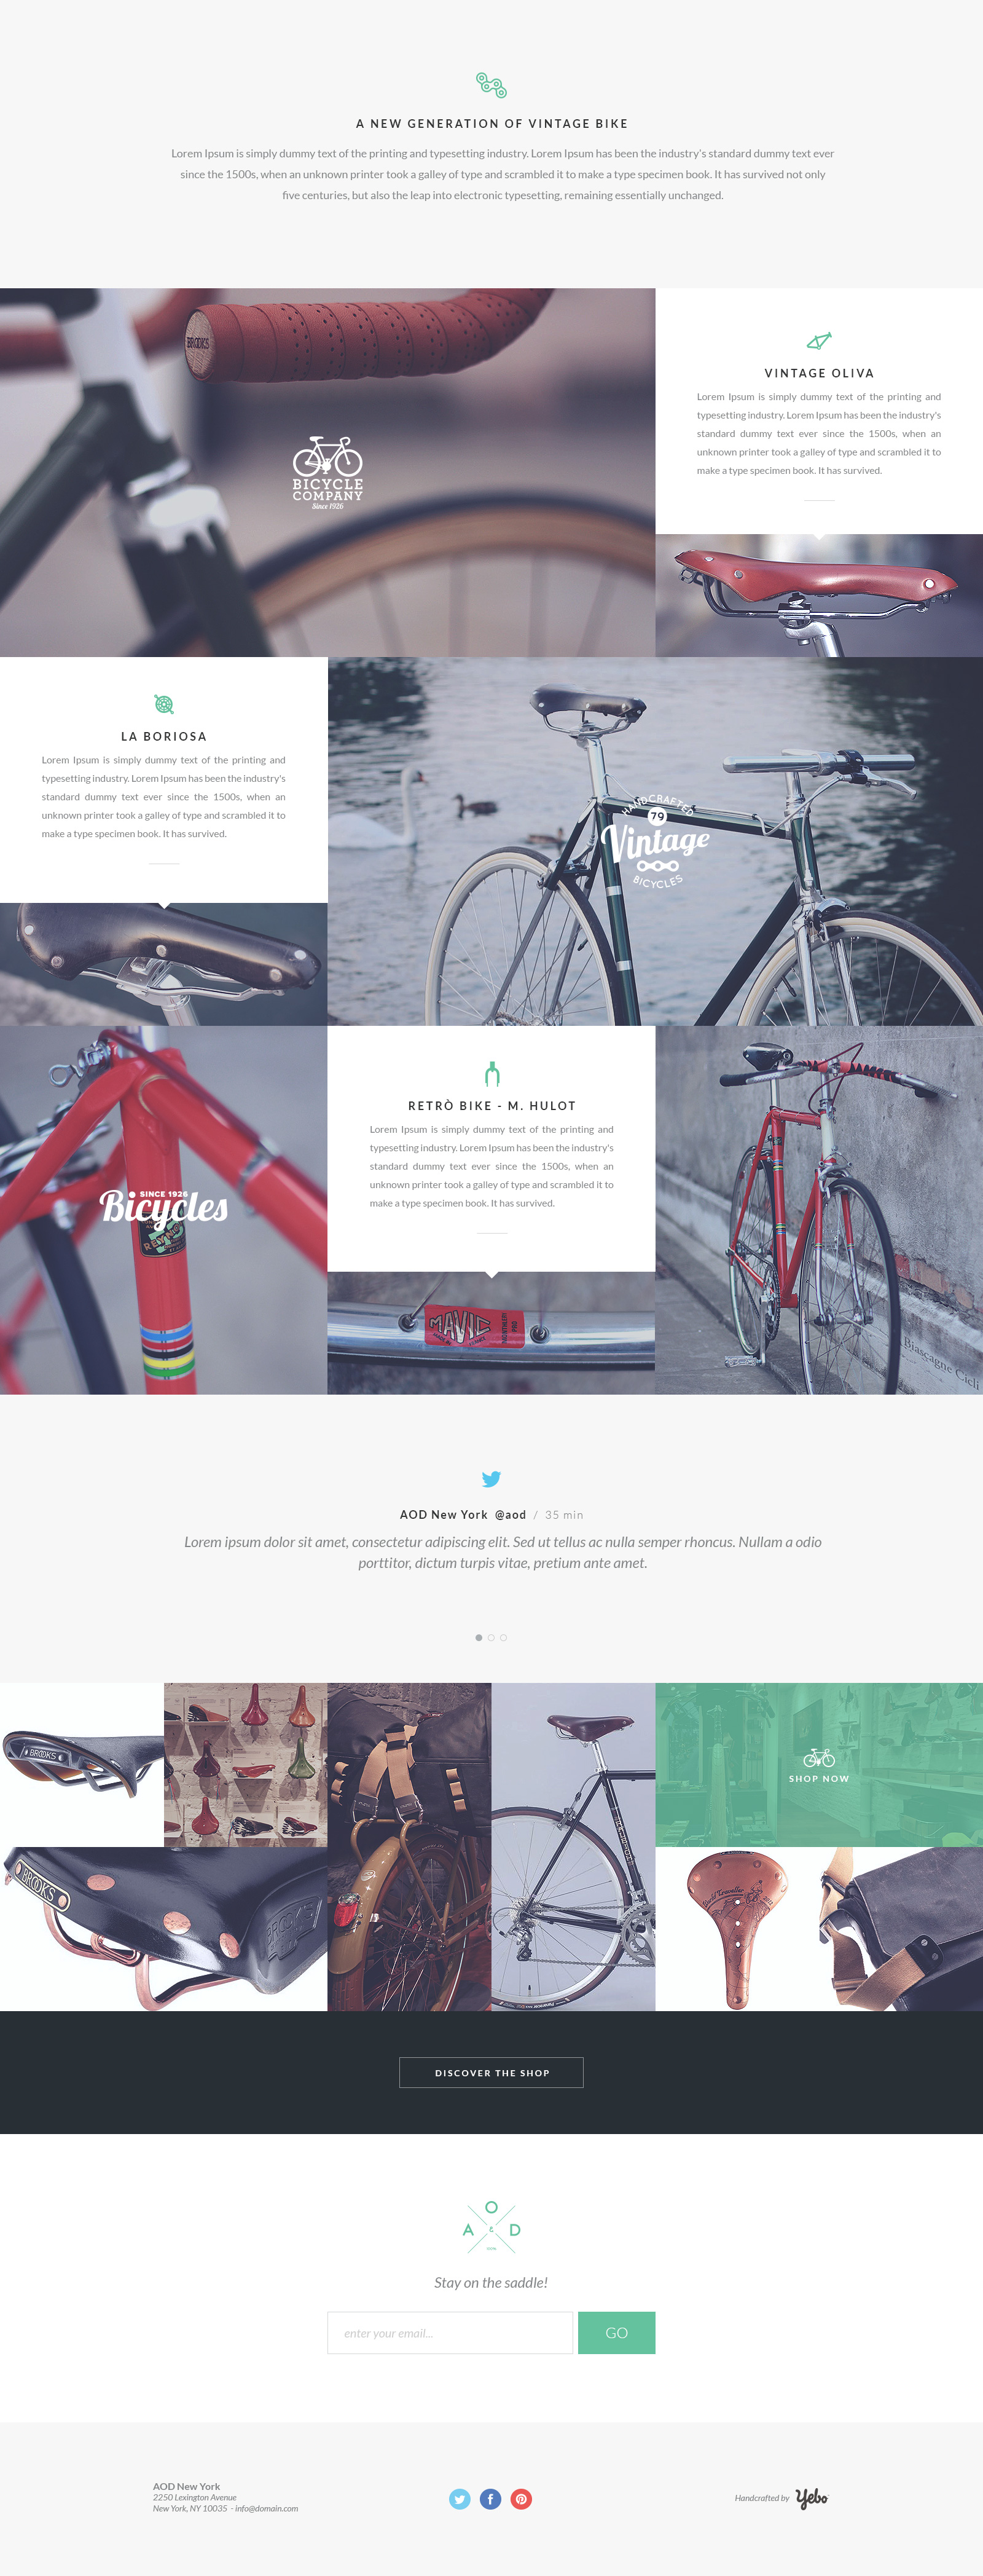 A NEW GENERATION OF VINTAGE BIKE
Lorem Ipsum is simply dummy text of the printing and typesetting industry. Lorem Ipsum has been the industry's standard dummy text ever
since the 1500s, when an unknown printer took a galley of type and scrambled it to make a type specimen book. It has survived not only
five centuries, but also the leap into electronic typesetting, remaining essentially unchanged.
BROOKS
BICYCLE
COMPANY
Since 1926
VINTAGE OLIVA
Lorem Ipsum is simply dummy text of the printing and
typesetting industry. Lorem Ipsum has been the industry's
standard dummy text ever since the 1500s, when an
unknown printer took a galley of type and scrambled it to
make a type specimen book. It has survived.
LA BORIOSA
Lorem Ipsum is simply dummy text of the printing and
typesetting industry. Lorem Ipsum has been the industry's
standard dummy text ever since the 1500s, when an
unknown printer took a galley of type and scrambled it to
make a type specimen book. It has survived.
HANDCRAFTED
79
Vintage
BICYCLES
SINCE 1926
Bicycles
RETRÒ BIKE - M. HULOT
Lorem Ipsum is simply dummy text of the printing and
typesetting industry. Lorem Ipsum has been the industry's
standard dummy text ever since the 1500s, when an
unknown printer took a galley of type and scrambled it to
make a type specimen book. It has survived.
MAVIC
Biascagne Cicli
AOD New York @aod / 35 min
Lorem ipsum dolor sit amet, consectetur adipiscing elit. Sed ut tellus ac nulla semper rhoncus. Nullam a odio
porttitor, dictum turpis vitae, pretium ante amet.
BROOKS
SHOP NOW
BROOKS
BROOKS
World Traveller
DISCOVER THE SHOP
O
A & D
Stay on the saddle!
enter your email...
GO
AOD New York
2250 Lexington Avenue
New York, NY 10035 - info@domain.com
Handcrafted by Yebo